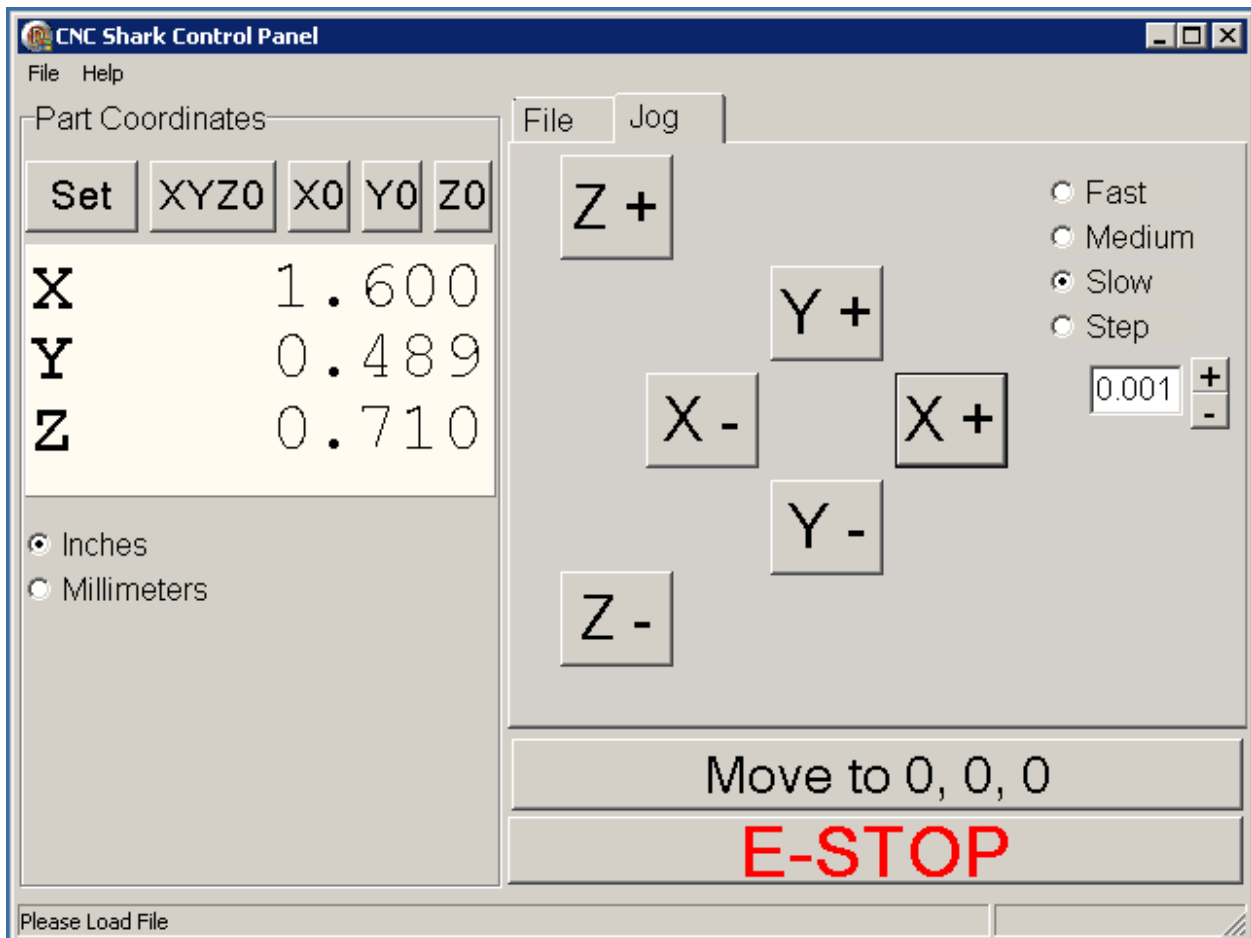 CNC Shark Control Panel
File Help
Part Coordinates
Set XYZ0 X0 Y0 Z0
X 1.600
Y 0.489
Z 0.710
Inches
Millimeters
File Jog
Z +
Y +
X - X +
Y -
Z -
Fast
Medium
Slow
Step
0.001 + -
Move to 0, 0, 0
E-STOP
Please Load File